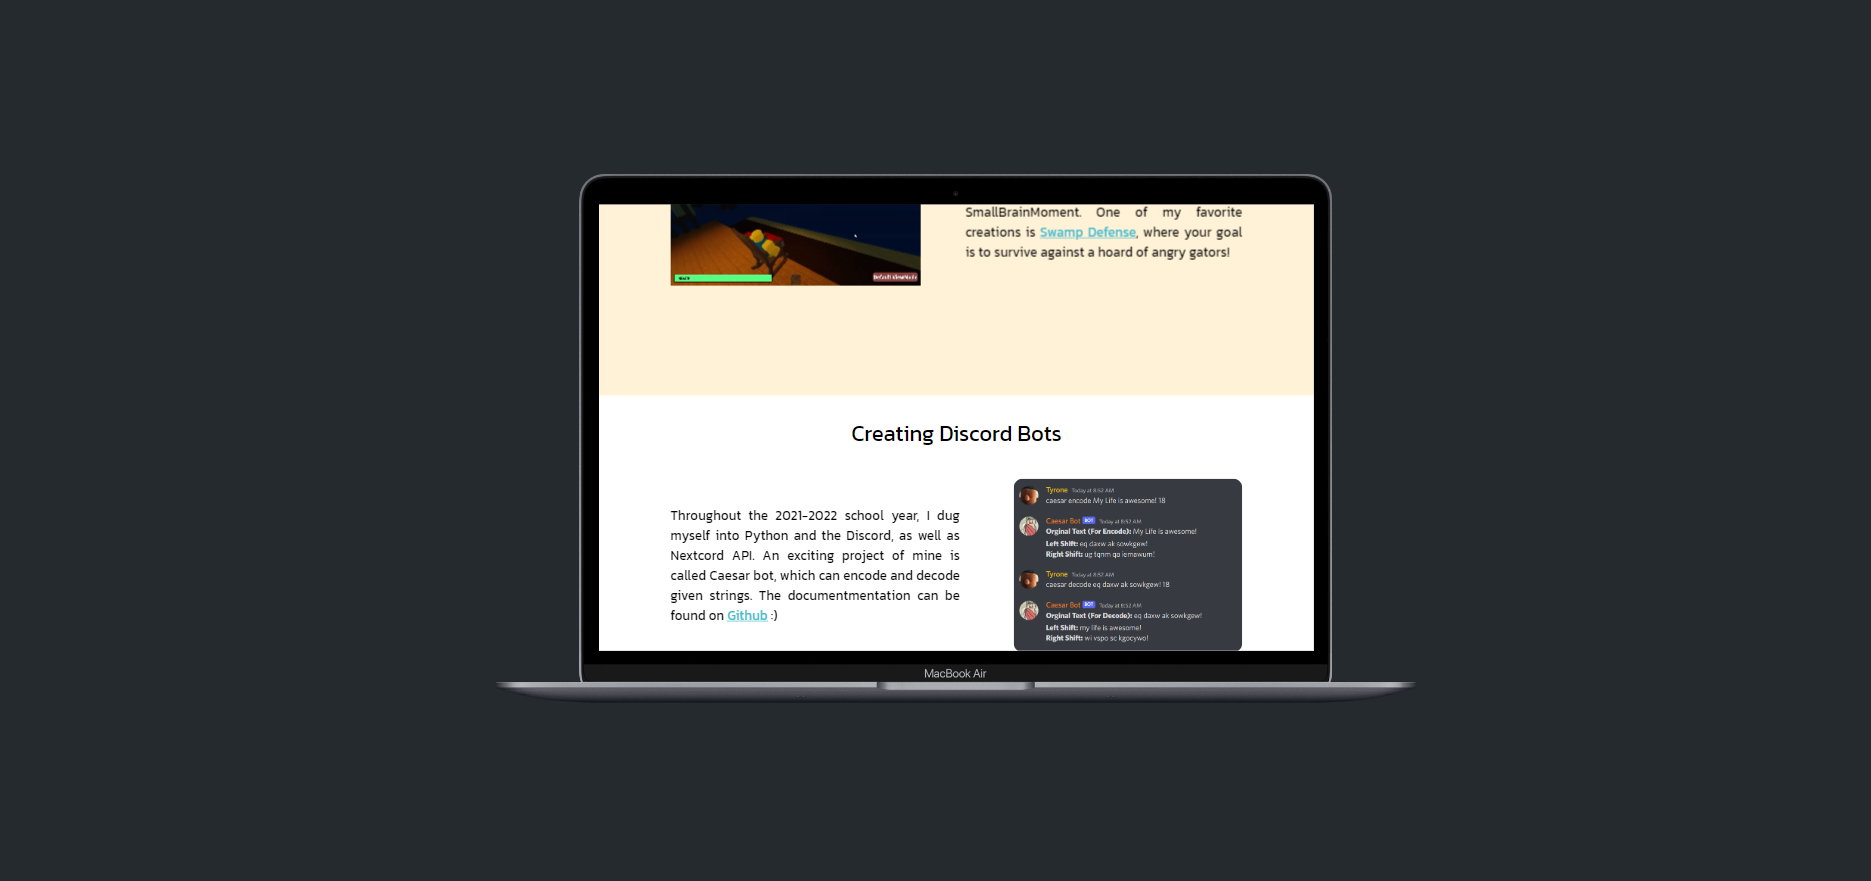 SmallBrainMoment. One of my favorite
creations is Swamp Defense, where your goal
is to survive against a hoard of angry gators!
Default ViewMode
Creating Discord Bots
Throughout the 2021-2022 school year, I dug
myself into Python and the Discord, as well as
Nextcord API. An exciting project of mine is
called Caesar bot, which can encode and decode
given strings. The documentmentation can be
found on Github :)
Tyrone Today at 8:52 AM
caesar encode My Life is awesome! 18
Caesar Bot BOT Today at 8:52 AM
Orginal Text (For Encode): My Life is awesome!
Left Shift: eq daxw ak sowkgew!
Right Shift: ug tqnm qa iemawum!
Tyrone Today at 8:52 AM
caesar decode eq daxw ak sowkgew! 18
Caesar Bot BOT Today at 8:52 AM
Orginal Text (For Decode): eq daxw ak sowkgew!
Left Shift: my life is awesome!
Right Shift: wi vspo sc kgocywo!
MacBook Air